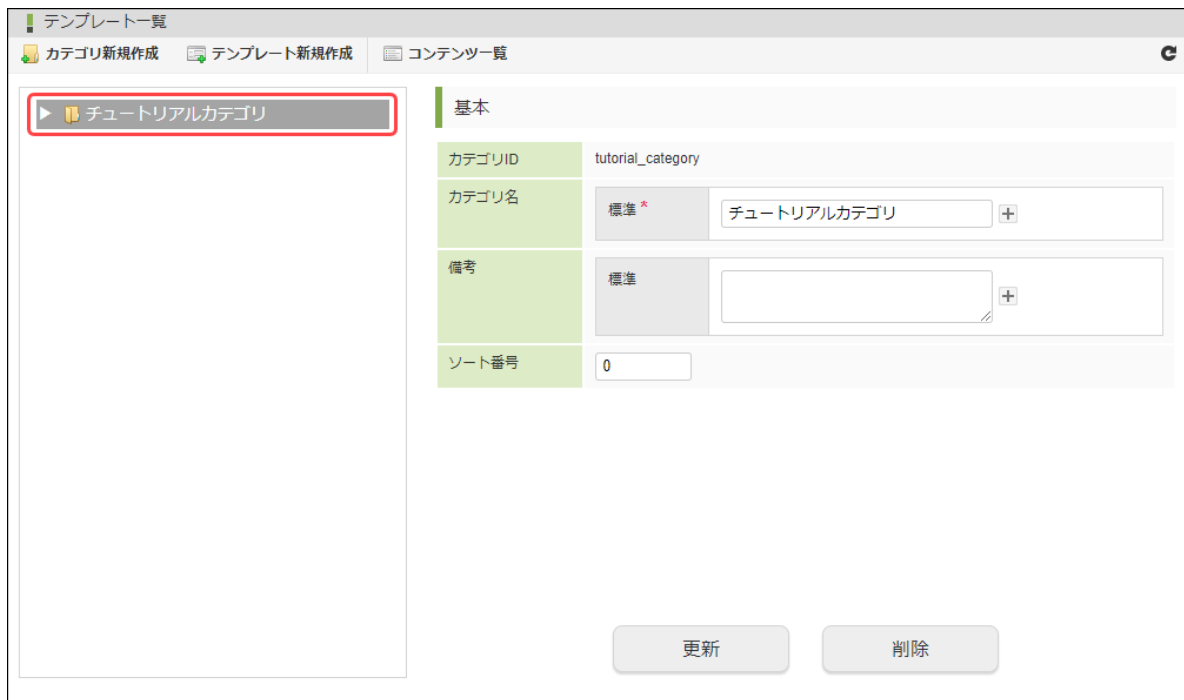 テンプレート一覧
カテゴリ新規作成 テンプレート新規作成 コンテンツ一覧
チュートリアルカテゴリ
基本
カテゴリID tutorial_category
カテゴリ名 標準 * チュートリアルカテゴリ
備考 標準
ソート番号 0
更新 削除